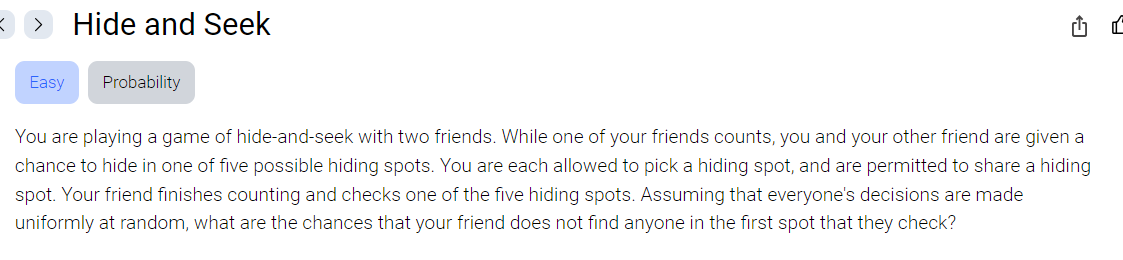 Hide and Seek
Easy
Probability
You are playing a game of hide-and-seek with two friends. While one of your friends counts, you and your other friend are given a
chance to hide in one of five possible hiding spots. You are each allowed to pick a hiding spot, and are permitted to share a hiding
spot. Your friend finishes counting and checks one of the five hiding spots. Assuming that everyone's decisions are made
uniformly at random, what are the chances that your friend does not find anyone in the first spot that they check?